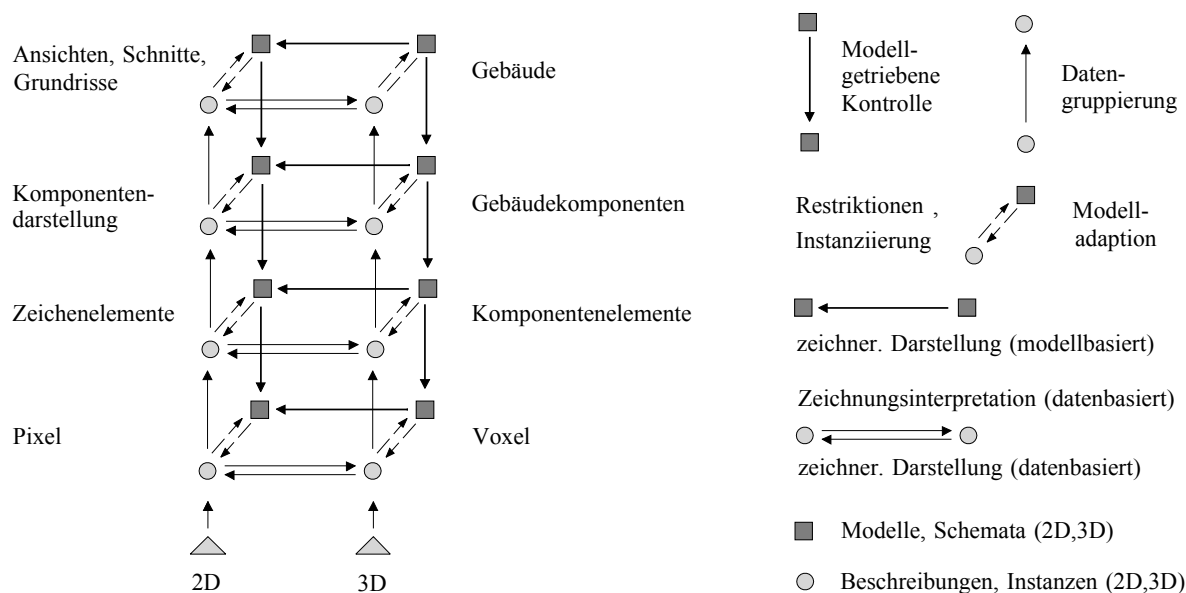 Ansichten, Schnitte,
Grundrisse
Gebäude
Komponenten-
darstellung
Gebäudekomponenten
Zeichenelemente
Komponentenelemente
Pixel
Voxel
2D
3D
Modell-
getriebene
Kontrolle
Daten-
gruppierung
Restriktionen ,
Instanziierung
Modell-
adaption
zeichner. Darstellung (modellbasiert)
Zeichnungsinterpretation (datenbasiert)
zeichner. Darstellung (datenbasiert)
Modelle, Schemata (2D,3D)
Beschreibungen, Instanzen (2D,3D)